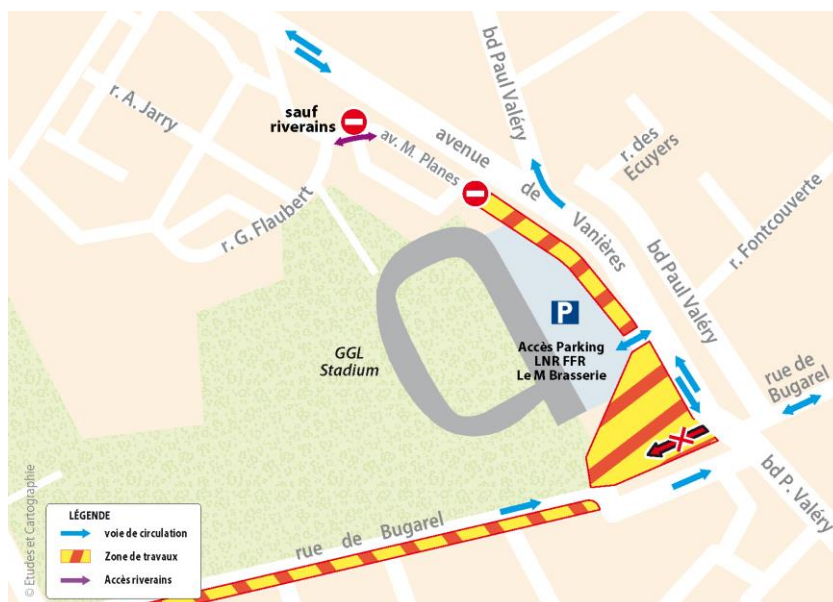 bd Paul Valéry
r. A. Jarry
sauf
riverains
av. M. Planes
avenue
de
Vanières
r. des
Ecuyers
r. G. Flaubert
bd Paul Valéry
r. Fontcouverte
P
Accès Parking
LNR FFR
Le M Brasserie
GGL
Stadium
rue de
Bugarel
bd P. Valéry
rue de Bugarel
LÉGENDE
voie de circulation
Zone de travaux
Accès riverains
© Etudes et Cartographie